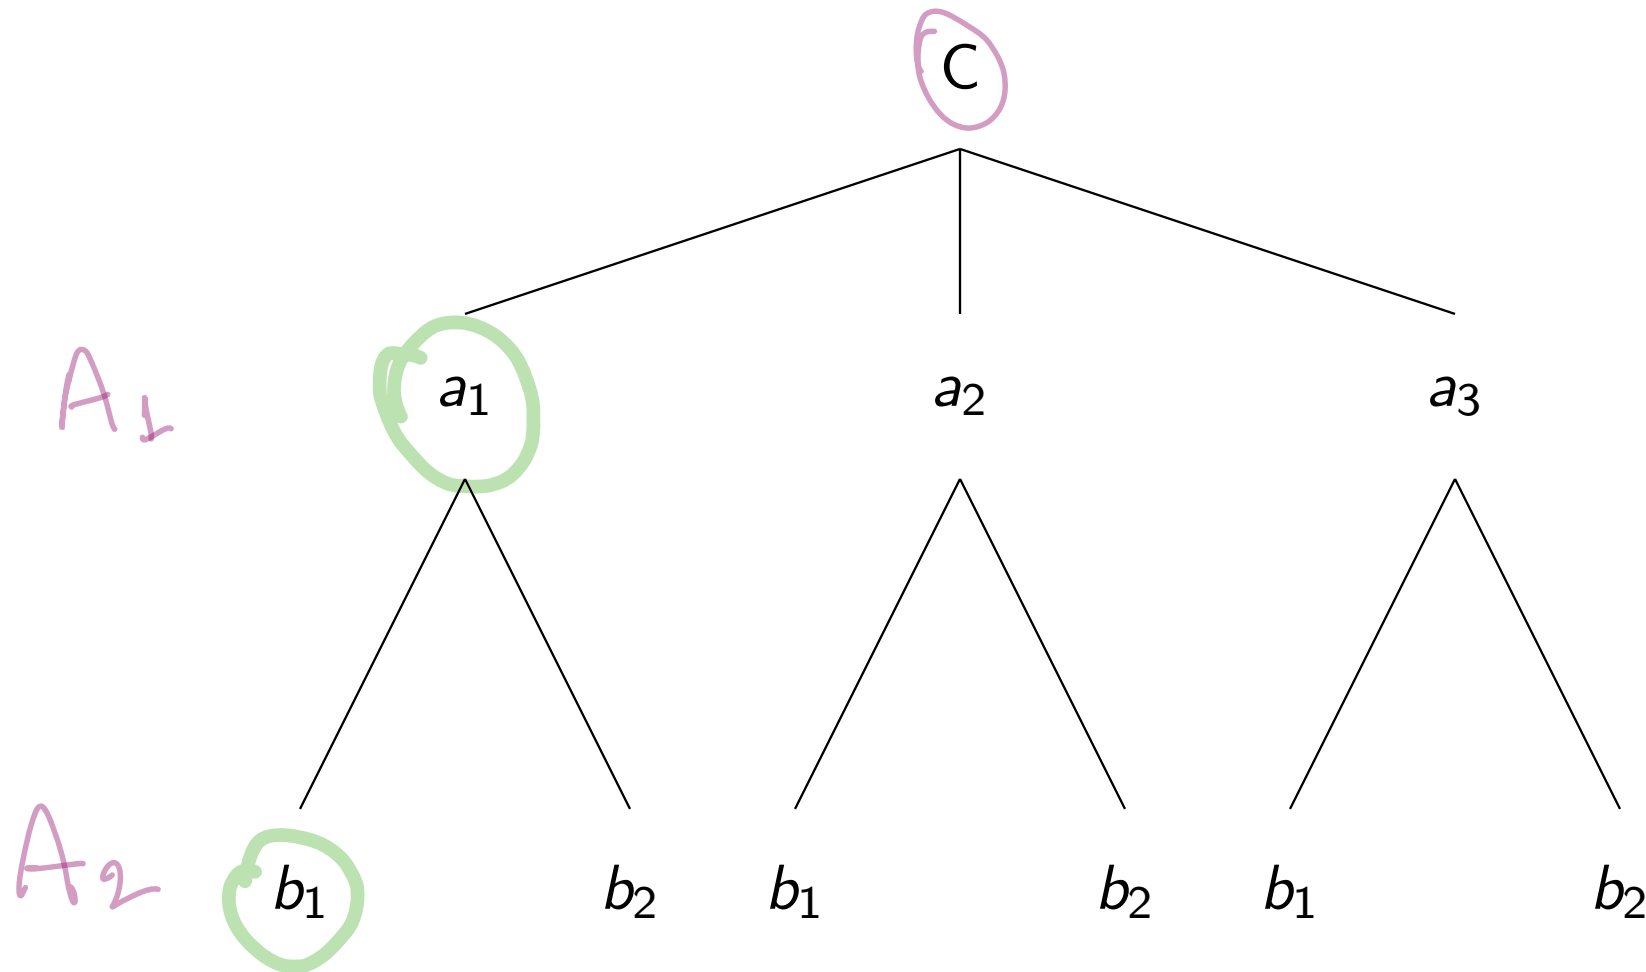 C
A₁ a₁ a₂ a₃
A₂ b₁ b₂ b₁ b₂ b₁ b₂